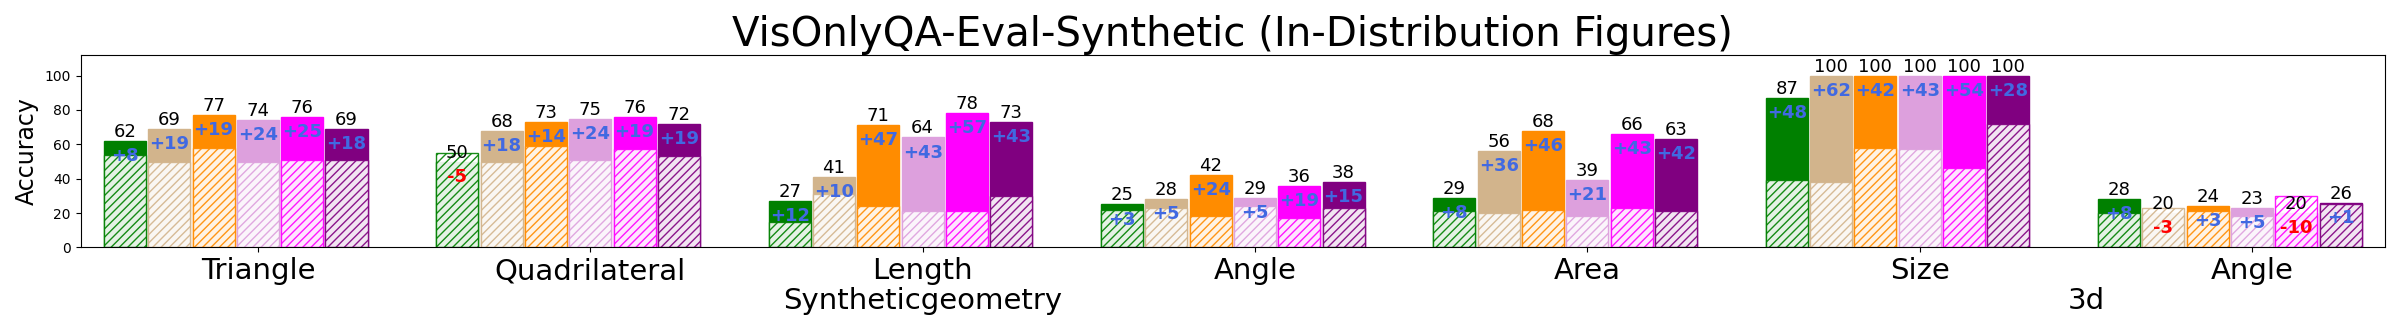 VisOnlyQA-Eval-Synthetic (In-Distribution Figures)
Accuracy
100
80
60
40
20
0
62 69 77 74 76 69
+8 +19 +19 +24 +25 +18
50 68 73 75 76 72
-5 +18 +14 +24 +19 +19
27 41 71 64 78 73
+12 +10 +47 +43 +57 +43
25 28 42 29 36 38
+3 +5 +24 +5 +19 +15
29 56 68 39 66 63
+8 +36 +46 +21 +43 +42
87 100 100 100 100 100
+48 +62 +42 +43 +54 +28
28 20 24 23 20 26
+8 -3 +3 +5 -10 +1
Triangle Quadrilateral Length Angle Area Size Angle
Syntheticgeometry 3d